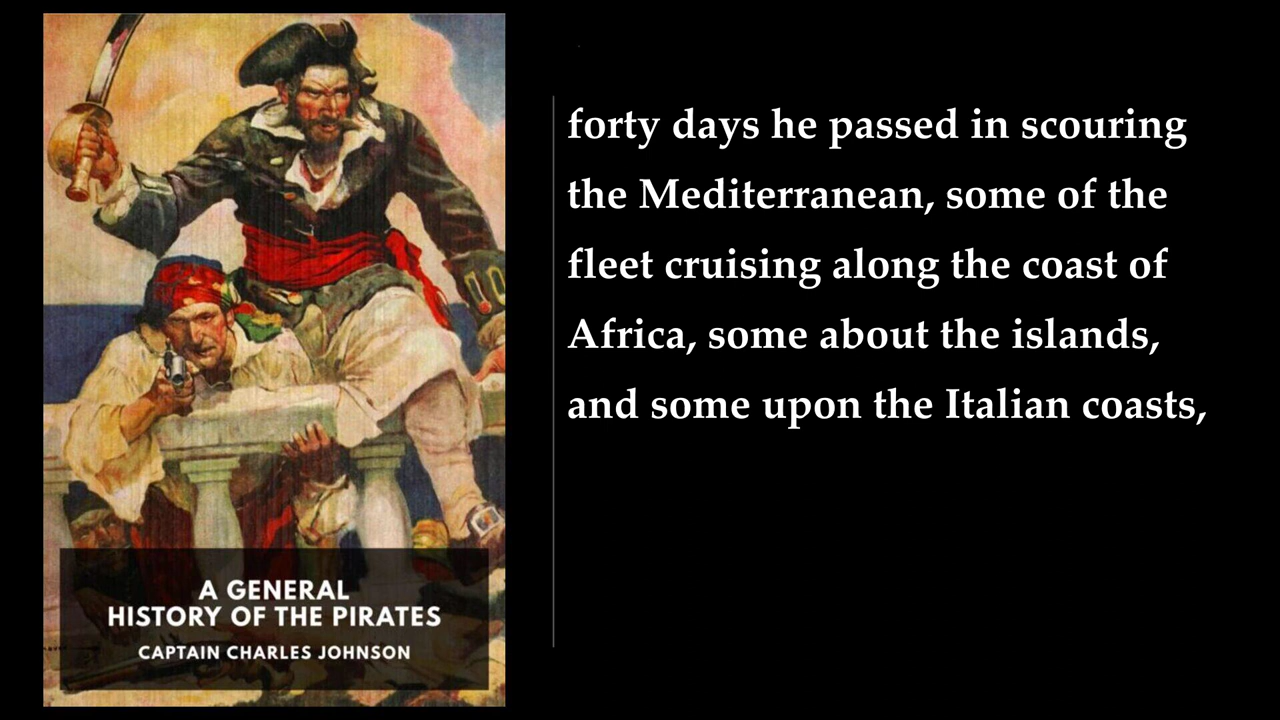 forty days he passed in scouring
the Mediterranean, some of the
fleet cruising along the coast of
Africa, some about the islands,
and some upon the Italian coasts,
A GENERAL
HISTORY OF THE PIRATES
CAPTAIN CHARLES JOHNSON